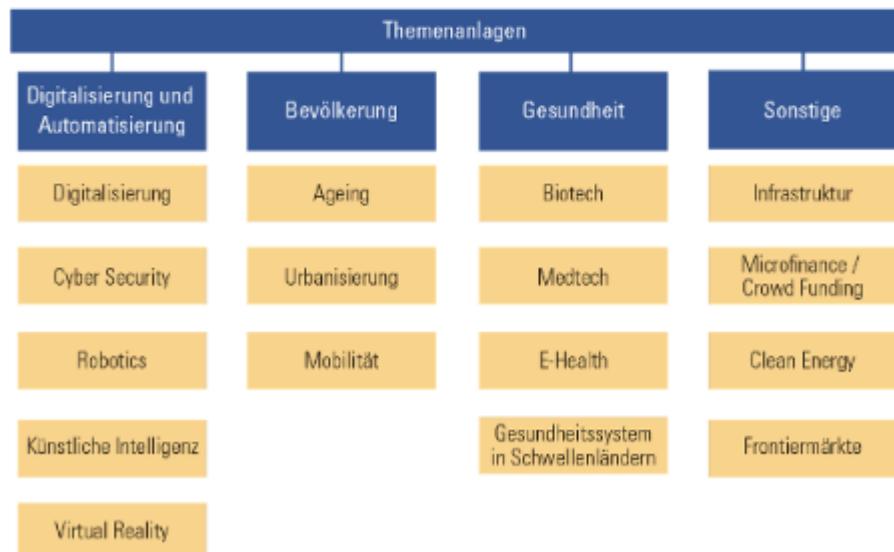 Themenanlagen
Digitalisierung und
Automatisierung
Bevölkerung
Gesundheit
Sonstige
Digitalisierung
Ageing
Biotech
Infrastruktur
Cyber Security
Urbanisierung
Medtech
Microfinance /
Crowd Funding
Robotics
Mobilität
E-Health
Clean Energy
Künstliche Intelligenz
Gesundheitssystem
in Schwellenländern
Frontiermärkte
Virtual Reality